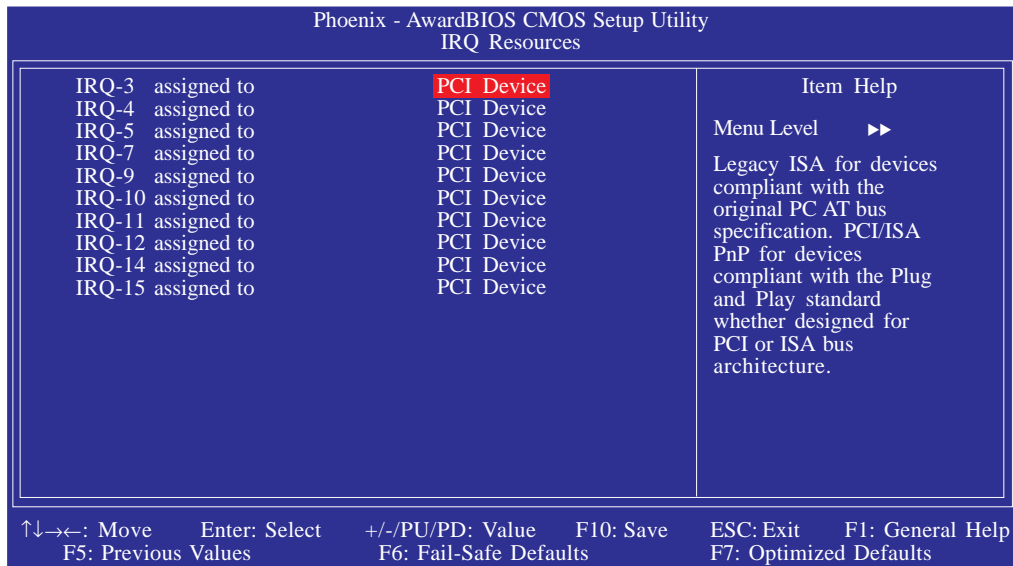 Phoenix - AwardBIOS CMOS Setup Utility
IRQ Resources
IRQ-3 assigned to PCI Device
IRQ-4 assigned to PCI Device
IRQ-5 assigned to PCI Device
IRQ-7 assigned to PCI Device
IRQ-9 assigned to PCI Device
IRQ-10 assigned to PCI Device
IRQ-11 assigned to PCI Device
IRQ-12 assigned to PCI Device
IRQ-14 assigned to PCI Device
IRQ-15 assigned to PCI Device
Item Help
Menu Level ▶▶
Legacy ISA for devices
compliant with the
original PC AT bus
specification. PCI/ISA
PnP for devices
compliant with the Plug
and Play standard
whether designed for
PCI or ISA bus
architecture.
↑↓→←: Move Enter: Select +/-/PU/PD: Value F10: Save ESC: Exit F1: General Help
F5: Previous Values F6: Fail-Safe Defaults F7: Optimized Defaults